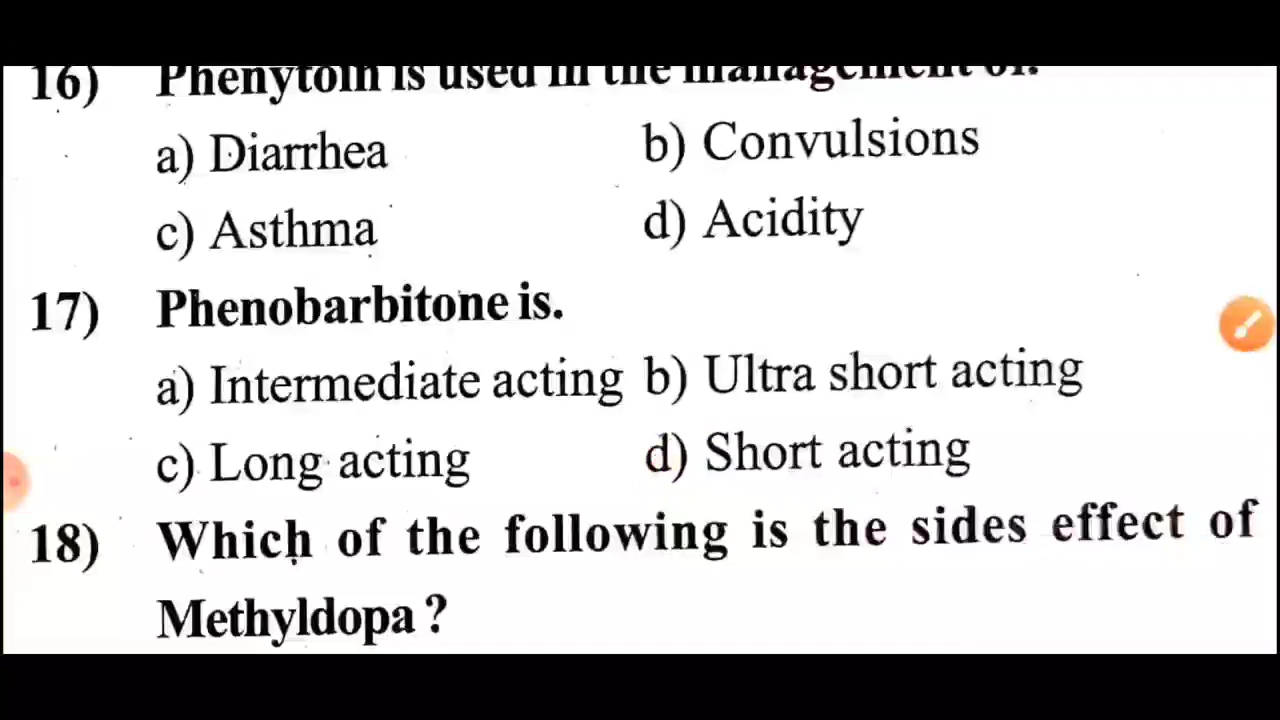 16) Phenytoin is used in the management of.
a) Diarrhea b) Convulsions
c) Asthma d) Acidity
17) Phenobarbitone is.
a) Intermediate acting b) Ultra short acting
c) Long acting d) Short acting
18) Which of the following is the sides effect of
Methyldopa ?